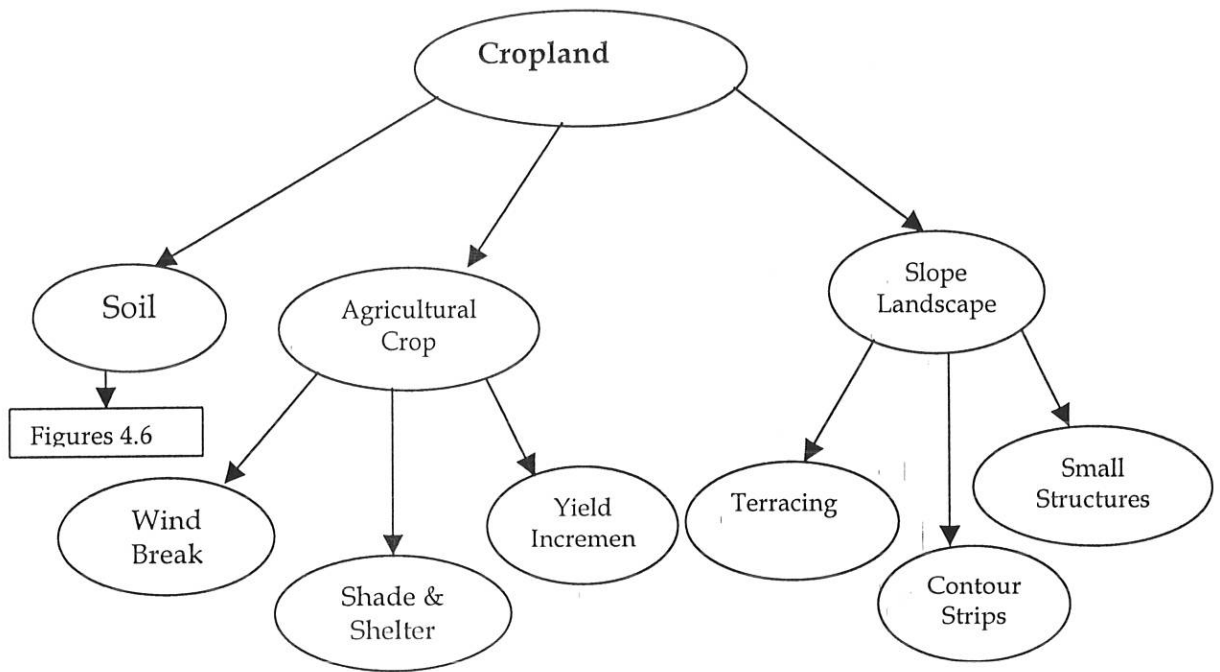 Cropland
Soil
Agricultural
Crop
Slope
Landscape
Figures 4.6
Wind
Break
Shade &
Shelter
Yield
Incremen
Terracing
Contour
Strips
Small
Structures